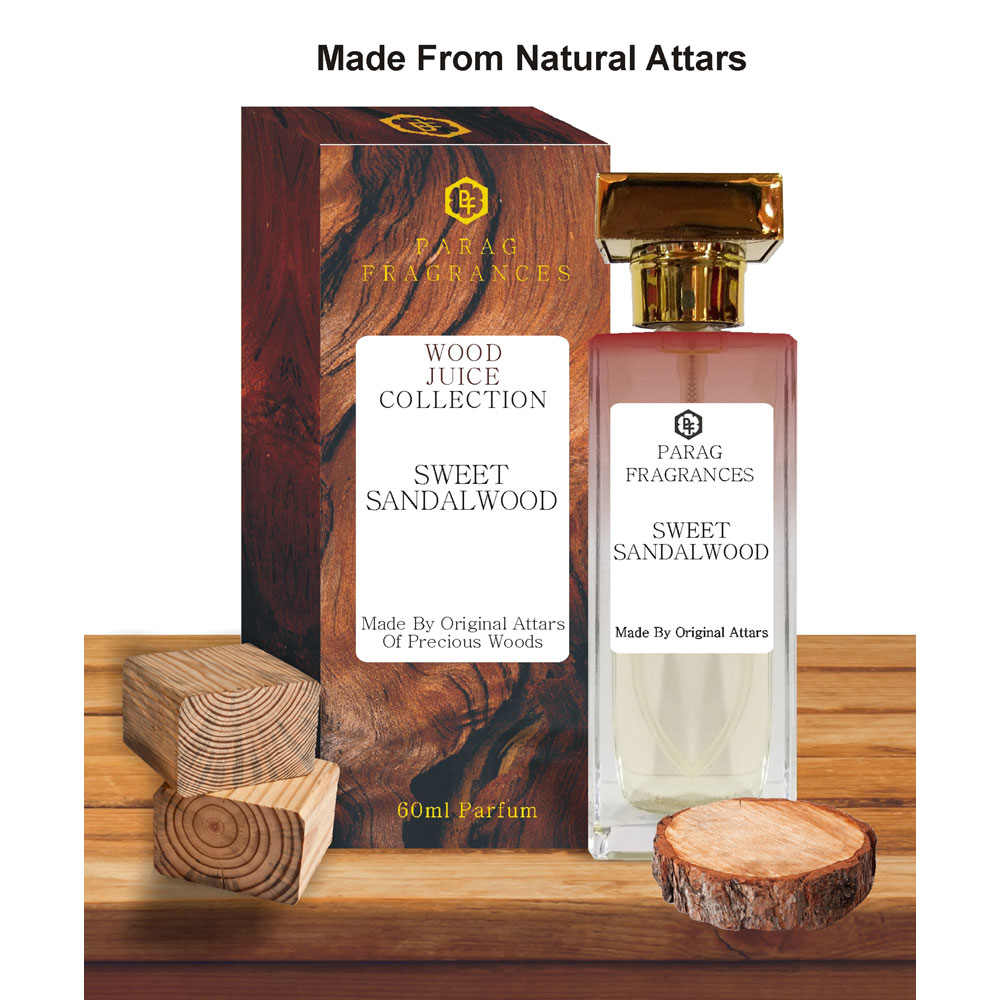 Made From Natural Attars
PARAG
FRAGRANCES
WOOD
JUICE
COLLECTION
SWEET
SANDALWOOD
Made By Original Attars
Of Precious Woods
60ml Parfum
PARAG
FRAGRANCES
SWEET
SANDALWOOD
Made By Original Attars